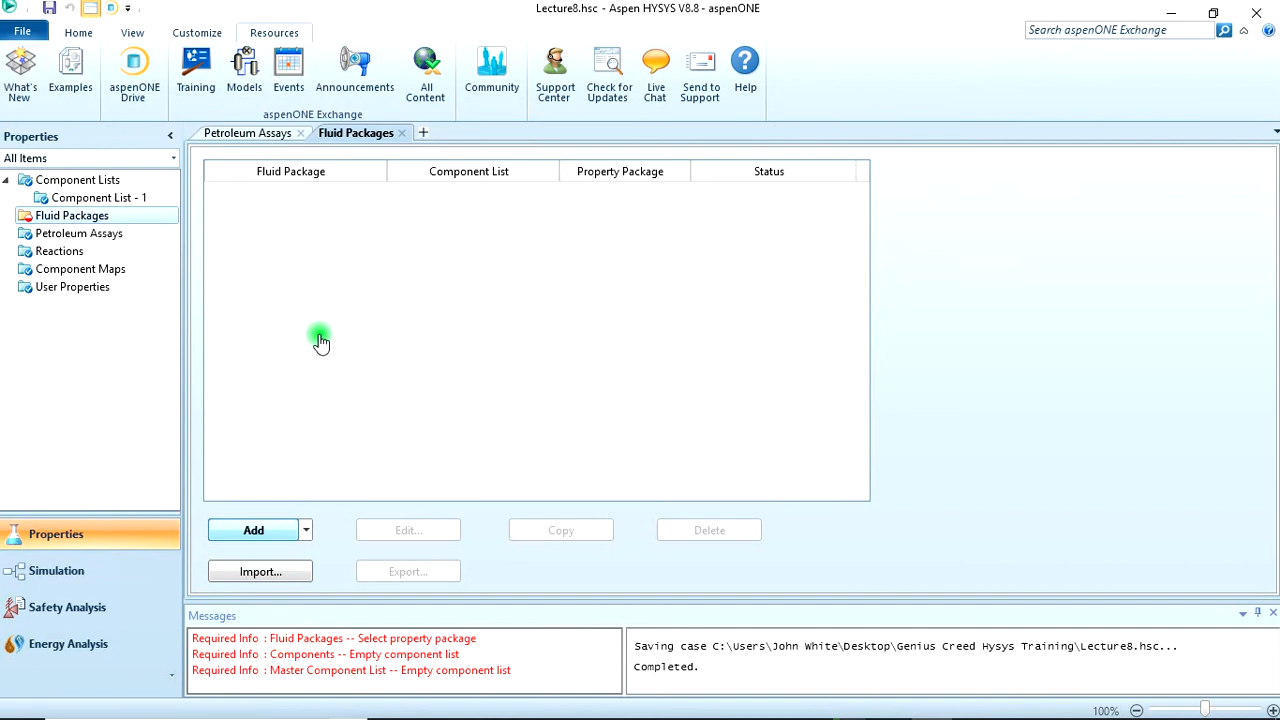 Lecture8.hsc - Aspen HYSYS V8.8 - aspenONE
File
Home
View
Customize
Resources
Search aspenONE Exchange
What's New
Examples
aspenONE Drive
Training
Models
Events
Announcements
All Content
Community
Support Center
Check for Updates
Live Chat
Send to Support
Help
aspenONE Exchange
Properties
All Items
Component Lists
Component List - 1
Fluid Packages
Petroleum Assays
Reactions
Component Maps
User Properties
Properties
Simulation
Safety Analysis
Energy Analysis
Petroleum Assays
Fluid Packages
Fluid Package
Component List
Property Package
Status
Add
Edit...
Copy
Delete
Import...
Export...
Messages
Required Info : Fluid Packages -- Select property package
Required Info : Components -- Empty component list
Required Info : Master Component List -- Empty component list
Saving case C:\Users\John White\Desktop\Genius Creed Hysys Training\Lecture8.hsc...
Completed.
100%